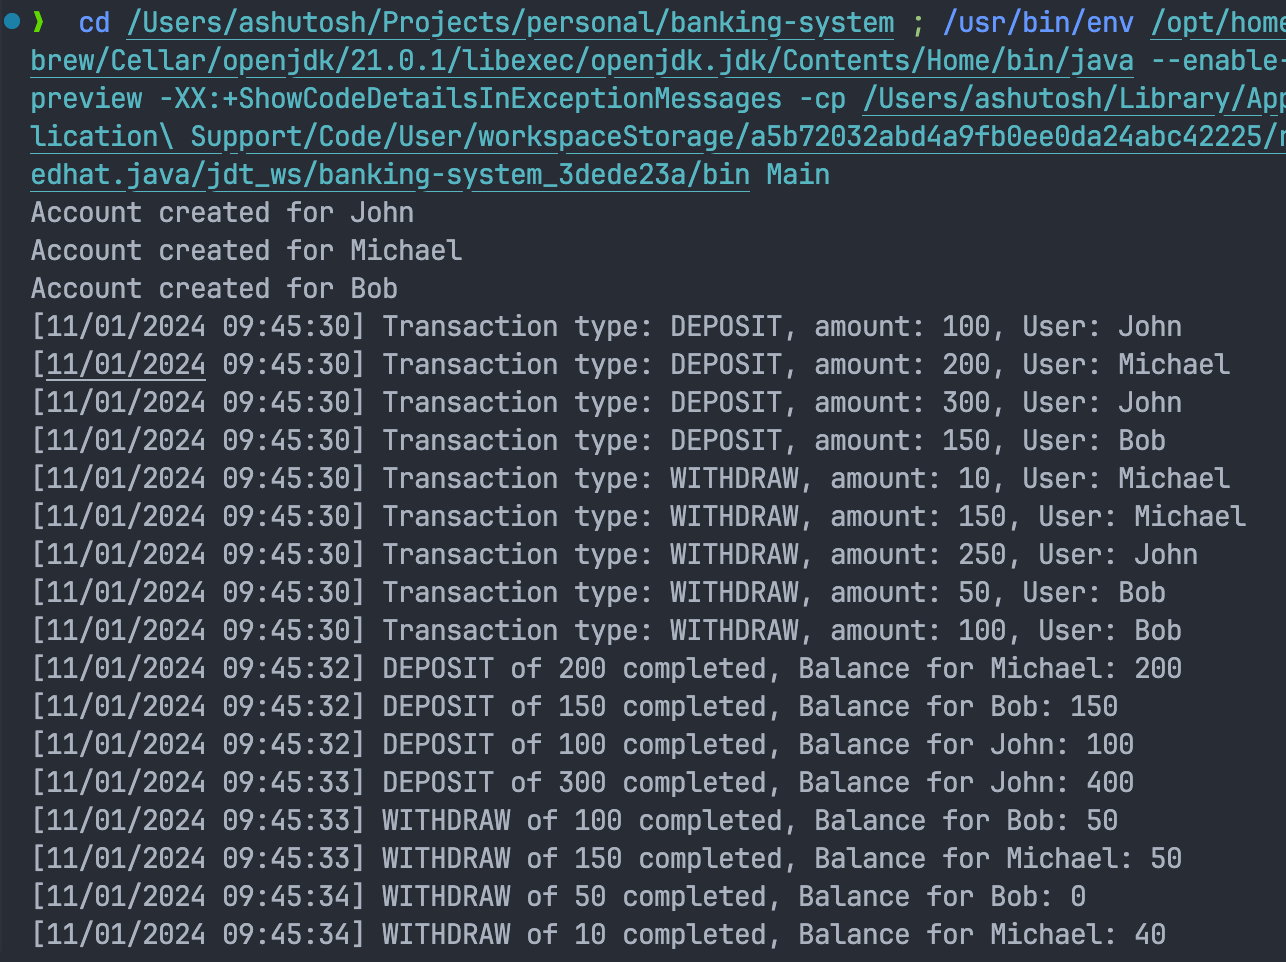 ❯ cd /Users/ashutosh/Projects/personal/banking-system ; /usr/bin/env /opt/home
brew/Cellar/openjdk/21.0.1/libexec/openjdk.jdk/Contents/Home/bin/java --enable-
preview -XX:+ShowCodeDetailsInExceptionMessages -cp /Users/ashutosh/Library/App
lication\ Support/Code/User/workspaceStorage/a5b72032abd4a9fb0ee0da24abc42225/r
edhat.java/jdt_ws/banking-system_3dede23a/bin Main
Account created for John
Account created for Michael
Account created for Bob
[11/01/2024 09:45:30] Transaction type: DEPOSIT, amount: 100, User: John
[11/01/2024 09:45:30] Transaction type: DEPOSIT, amount: 200, User: Michael
[11/01/2024 09:45:30] Transaction type: DEPOSIT, amount: 300, User: John
[11/01/2024 09:45:30] Transaction type: DEPOSIT, amount: 150, User: Bob
[11/01/2024 09:45:30] Transaction type: WITHDRAW, amount: 10, User: Michael
[11/01/2024 09:45:30] Transaction type: WITHDRAW, amount: 150, User: Michael
[11/01/2024 09:45:30] Transaction type: WITHDRAW, amount: 250, User: John
[11/01/2024 09:45:30] Transaction type: WITHDRAW, amount: 50, User: Bob
[11/01/2024 09:45:30] Transaction type: WITHDRAW, amount: 100, User: Bob
[11/01/2024 09:45:32] DEPOSIT of 200 completed, Balance for Michael: 200
[11/01/2024 09:45:32] DEPOSIT of 150 completed, Balance for Bob: 150
[11/01/2024 09:45:32] DEPOSIT of 100 completed, Balance for John: 100
[11/01/2024 09:45:33] DEPOSIT of 300 completed, Balance for John: 400
[11/01/2024 09:45:33] WITHDRAW of 100 completed, Balance for Bob: 50
[11/01/2024 09:45:33] WITHDRAW of 150 completed, Balance for Michael: 50
[11/01/2024 09:45:34] WITHDRAW of 50 completed, Balance for Bob: 0
[11/01/2024 09:45:34] WITHDRAW of 10 completed, Balance for Michael: 40